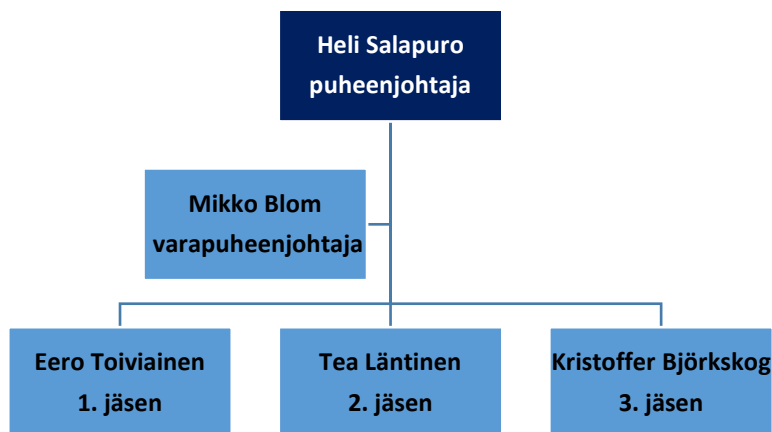 Heli Salapuro
puheenjohtaja
Mikko Blom
varapuheenjohtaja
Eero Toiviainen
1. jäsen
Tea Läntinen
2. jäsen
Kristoffer Björkskog
3. jäsen